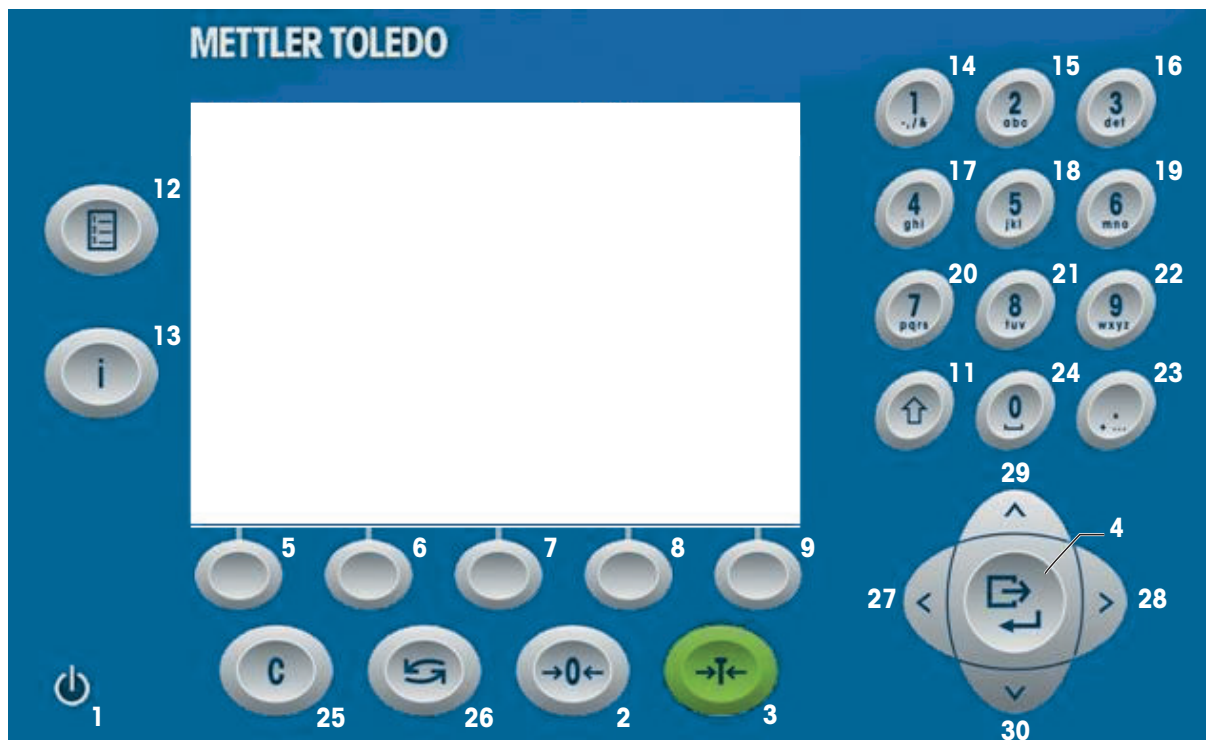 METTLER TOLEDO
14 15 16
1 2 3
-,/& abc def
12
17 18 19
4 5 6
ghi jkl mno
20 21 22
7 8 9
pqrs tuv wxyz
13
i
11 24 23
0 .
+ ...
29
4
5 6 7 8 9
27 < > 28
C →0← →T←
1 25 26 2 3
30